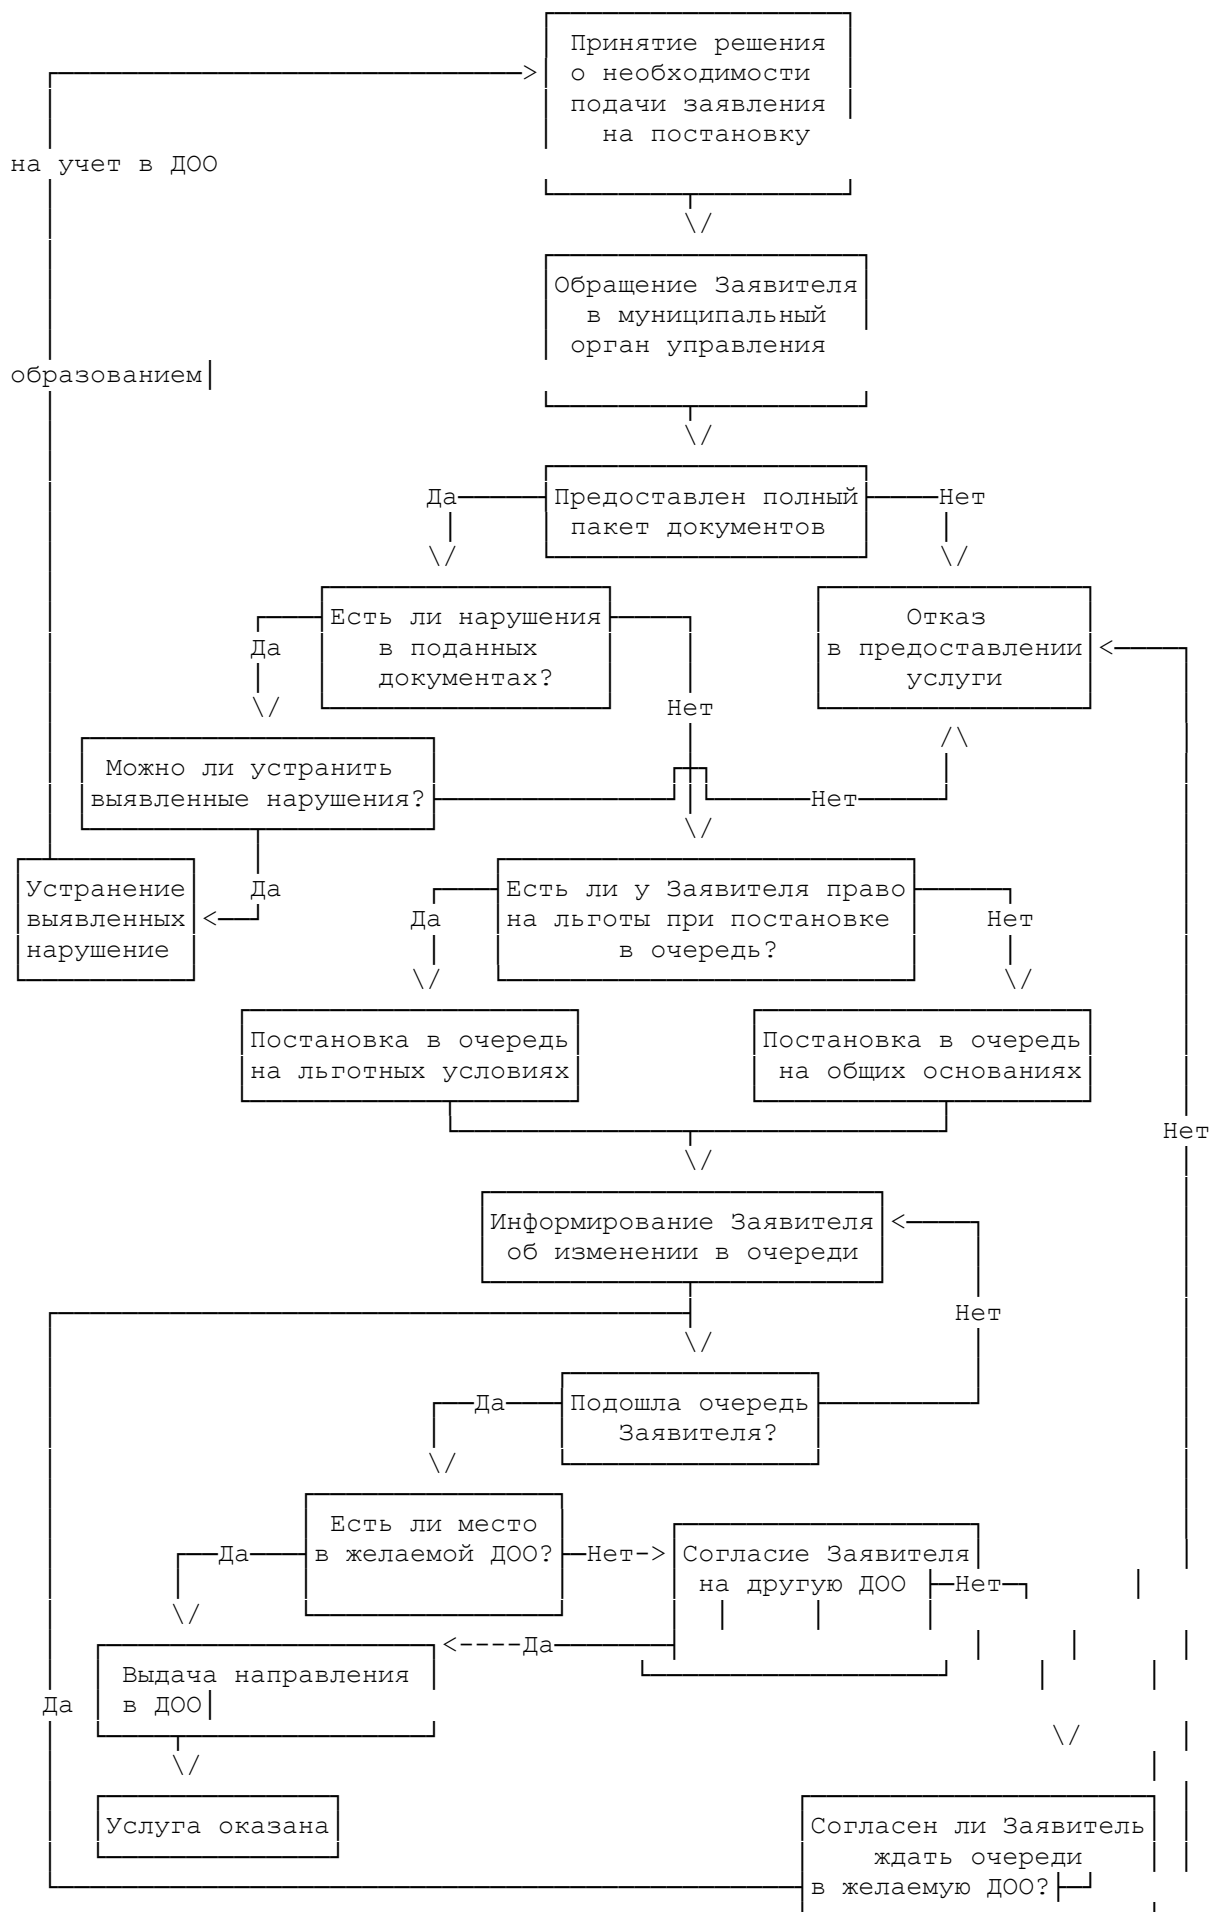 Принятие решения
о необходимости
подачи заявления
на постановку
на учет в ДОО
Обращение Заявителя
в муниципальный
орган управления
образованием
Да Предоставлен полный Нет
пакет документов
Есть ли нарушения Отказ
Да в поданных в предоставлении
документах? услуги
Нет
Можно ли устранить
выявленные нарушения? Нет
Устранение Да Есть ли у Заявителя право
выявленных Да на льготы при постановке Нет
нарушение в очередь?
Постановка в очередь Постановка в очередь
на льготных условиях на общих основаниях
Нет
Информирование Заявителя
об изменении в очереди
Нет
Да Подошла очередь
Заявителя?
Есть ли место
Да в желаемой ДОО? Нет Согласие Заявителя
на другую ДОО Нет
Да
Выдача направления
Да в ДОО
Услуга оказана Согласен ли Заявитель
ждать очереди
в желаемую ДОО?